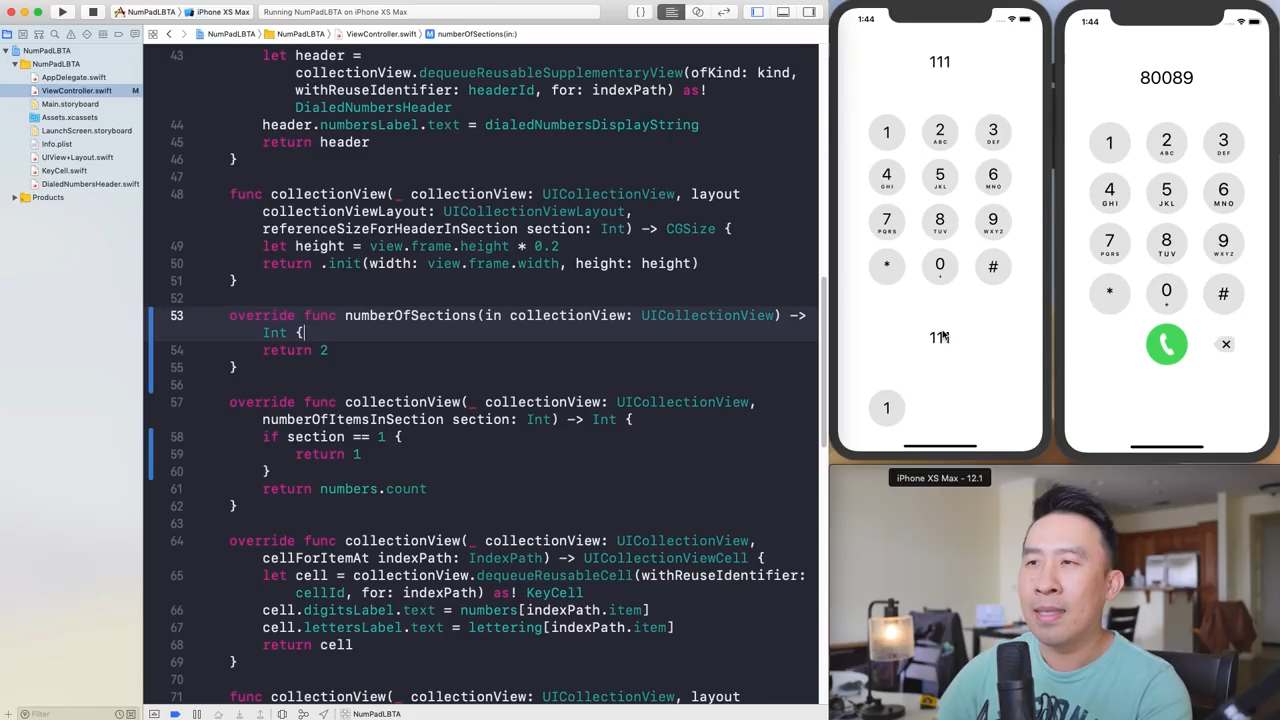 NumPadLBTA
iPhone XS Max
Running NumPadLBTA on iPhone XS Max
NumPadLBTA
NumPadLBTA
ViewController.swift
numberOfSections(in:)
NumPadLBTA
NumPadLBTA
AppDelegate.swift
ViewController.swift
M
Main.storyboard
Assets.xcassets
LaunchScreen.storyboard
Info.plist
UIView+Layout.swift
KeyCell.swift
DialedNumbersHeader.swift
Products
Filter
43 let header =
collectionView.dequeueReusableSupplementaryView(ofKind: kind,
withReuseIdentifier: headerId, for: indexPath) as!
DialedNumbersHeader
44 header.numbersLabel.text = dialedNumbersDisplayString
45 return header
46 }
47
48 func collectionView(_ collectionView: UICollectionView, layout
collectionViewLayout: UICollectionViewLayout,
referenceSizeForHeaderInSection section: Int) -> CGSize {
49 let height = view.frame.height * 0.2
50 return .init(width: view.frame.width, height: height)
51 }
52
53 override func numberOfSections(in collectionView: UICollectionView) ->
Int {
54 return 2
55 }
56
57 override func collectionView(_ collectionView: UICollectionView,
numberOfItemsInSection section: Int) -> Int {
58 if section == 1 {
59 return 1
60 }
61 return numbers.count
62 }
63
64 override func collectionView(_ collectionView: UICollectionView,
cellForItemAt indexPath: IndexPath) -> UICollectionViewCell {
65 let cell = collectionView.dequeueReusableCell(withReuseIdentifier:
cellId, for: indexPath) as! KeyCell
66 cell.digitsLabel.text = numbers[indexPath.item]
67 cell.lettersLabel.text = lettering[indexPath.item]
68 return cell
69 }
70
71 func collectionView(_ collectionView: UICollectionView, layout
NumPadLBTA
1:44
111
1 2 3
ABC DEF
4 5 6
GHI JKL MNO
7 8 9
PQRS TUV WXYZ
* 0 #
+
111
1
1:44
80089
1 2 3
ABC DEF
4 5 6
GHI JKL MNO
7 8 9
PQRS TUV WXYZ
* 0 #
+
iPhone XS Max - 12.1